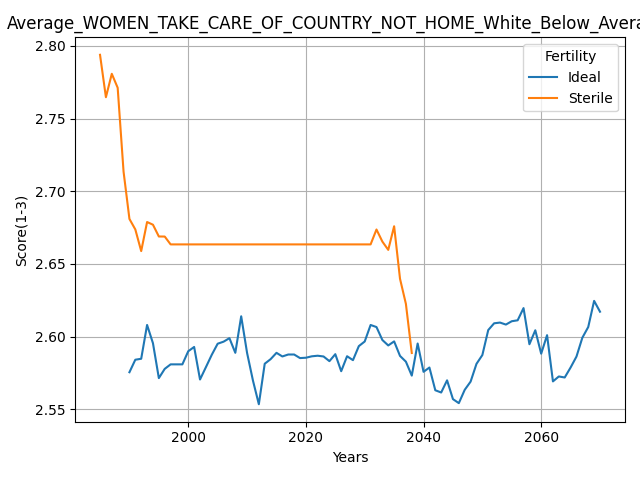 Average_WOMEN_TAKE_CARE_OF_COUNTRY_NOT_HOME_White_Below_Avera
Fertility
Ideal
Sterile
2.80
2.75
2.70
2.65
2.60
2.55
Score(1-3)
2000 2020 2040 2060
Years